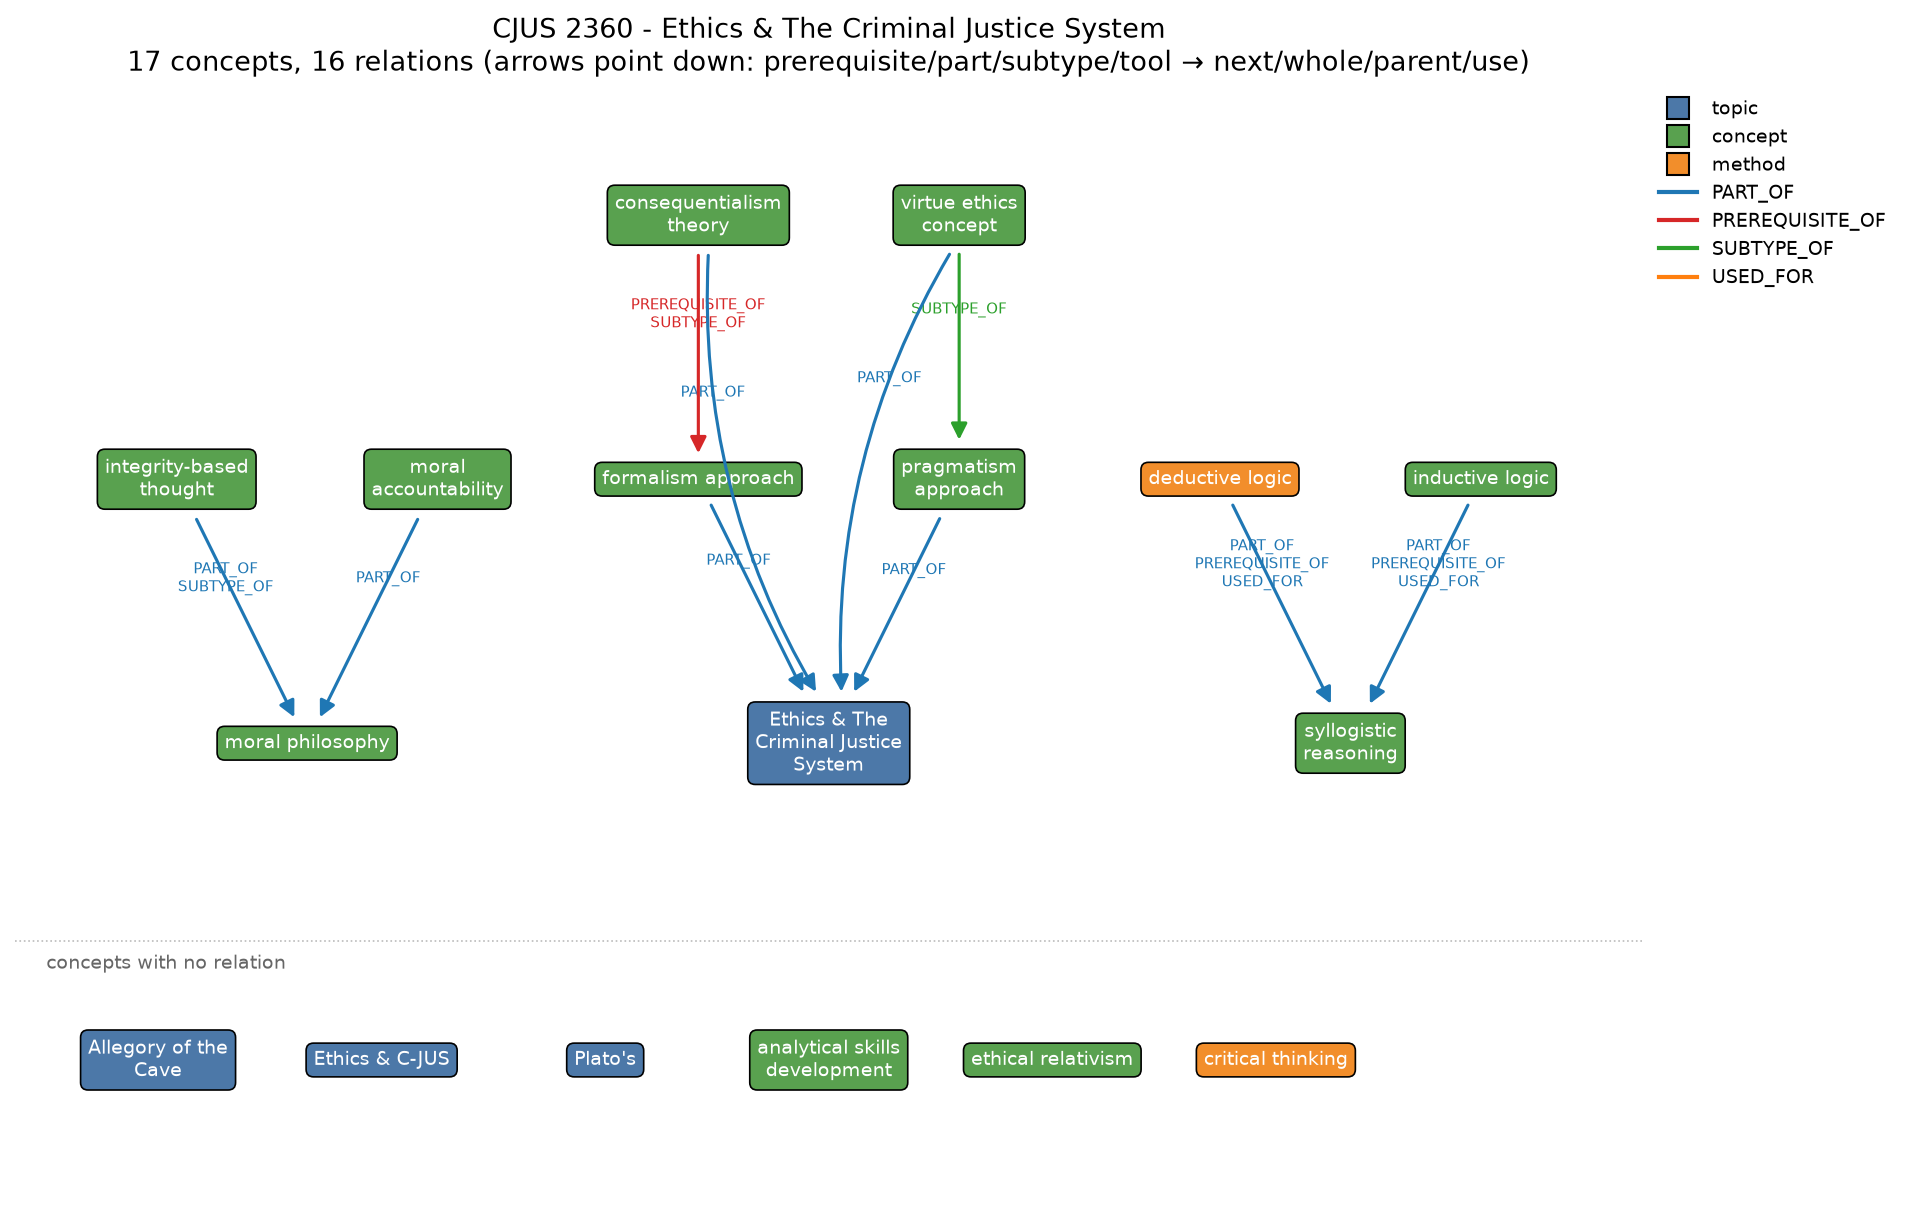 CJUS 2360 - Ethics & The Criminal Justice System
17 concepts, 16 relations (arrows point down: prerequisite/part/subtype/tool → next/whole/parent/use)
topic
concept
method
PART_OF
PREREQUISITE_OF
SUBTYPE_OF
USED_FOR
consequentialism
theory
virtue ethics
concept
PREREQUISITE_OF
SUBTYPE_OF
SUBTYPE_OF
PART_OF
PART_OF
integrity-based
thought
moral
accountability
formalism approach
pragmatism
approach
deductive logic
inductive logic
PART_OF
SUBTYPE_OF
PART_OF
PART_OF
PART_OF
PART_OF
PREREQUISITE_OF
USED_FOR
PART_OF
PREREQUISITE_OF
USED_FOR
moral philosophy
Ethics & The
Criminal Justice
System
syllogistic
reasoning
concepts with no relation
Allegory of the
Cave
Ethics & C-JUS
Plato's
analytical skills
development
ethical relativism
critical thinking